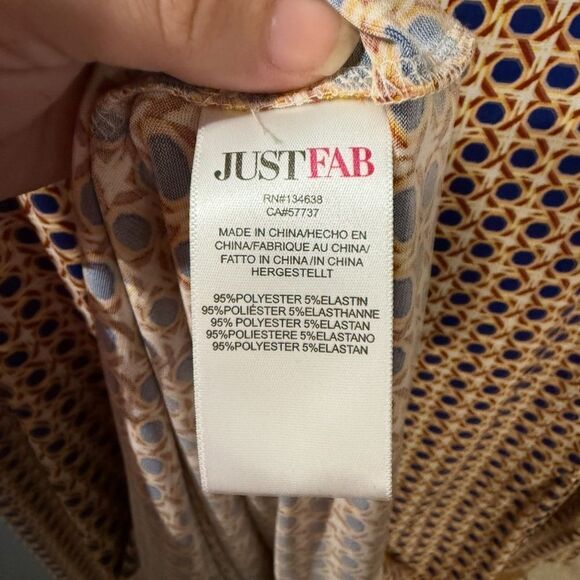 JUSTFAB
RN#134638
CA#57737
MADE IN CHINA/HECHO EN
CHINA/FABRIQUE AU CHINA/
FATTO IN CHINA/IN CHINA
HERGESTELLT
95%POLYESTER 5%ELASTIN
95%POLIÉSTER 5%ELASTHANNE
95% POLYESTER 5%ELASTAN
95%POLIESTERE 5%ELASTANO
95%POLYESTER 5%ELASTAN